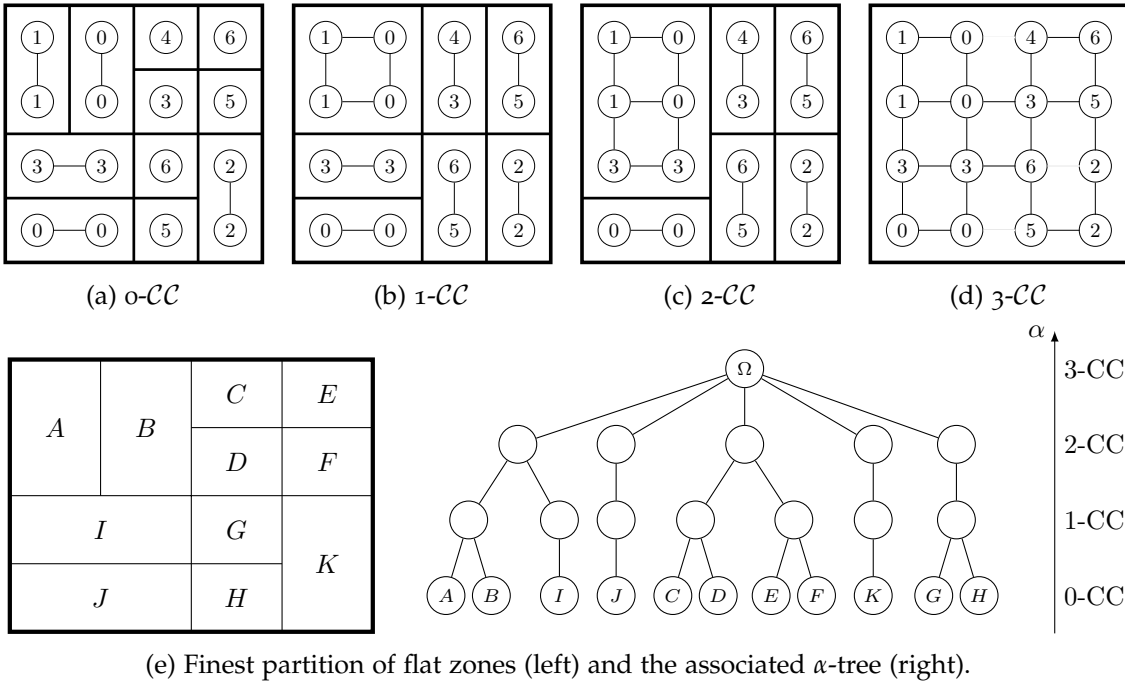 1 0 4 6 1 0 4 6 1 0 4 6 1 0 4 6
1 0 3 5 1 0 3 5 1 0 3 5 1 0 3 5
3 3 6 2 3 3 6 2 3 3 6 2 3 3 6 2
0 0 5 2 0 0 5 2 0 0 5 2 0 0 5 2
(a) 0-CC (b) 1-CC (c) 2-CC (d) 3-CC
α
Ω 3-CC
A B C E
2-CC
D F
I G 1-CC
K
J H A B I J C D E F K G H 0-CC
(e) Finest partition of flat zones (left) and the associated α-tree (right).